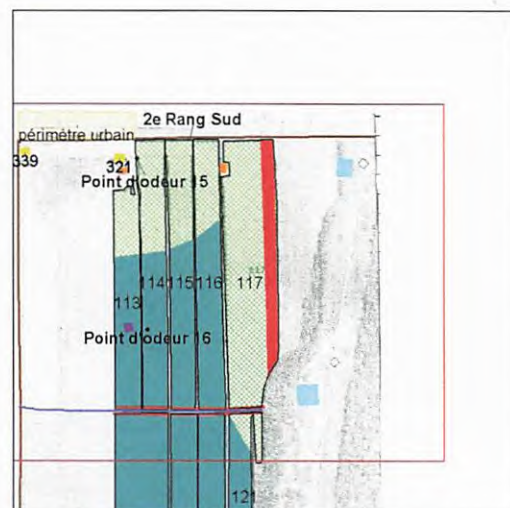 2e Rang Sud
périmètre urbain
339
321
Point d'odeur 15
114
115
116
117
113
Point d'odeur 16
121